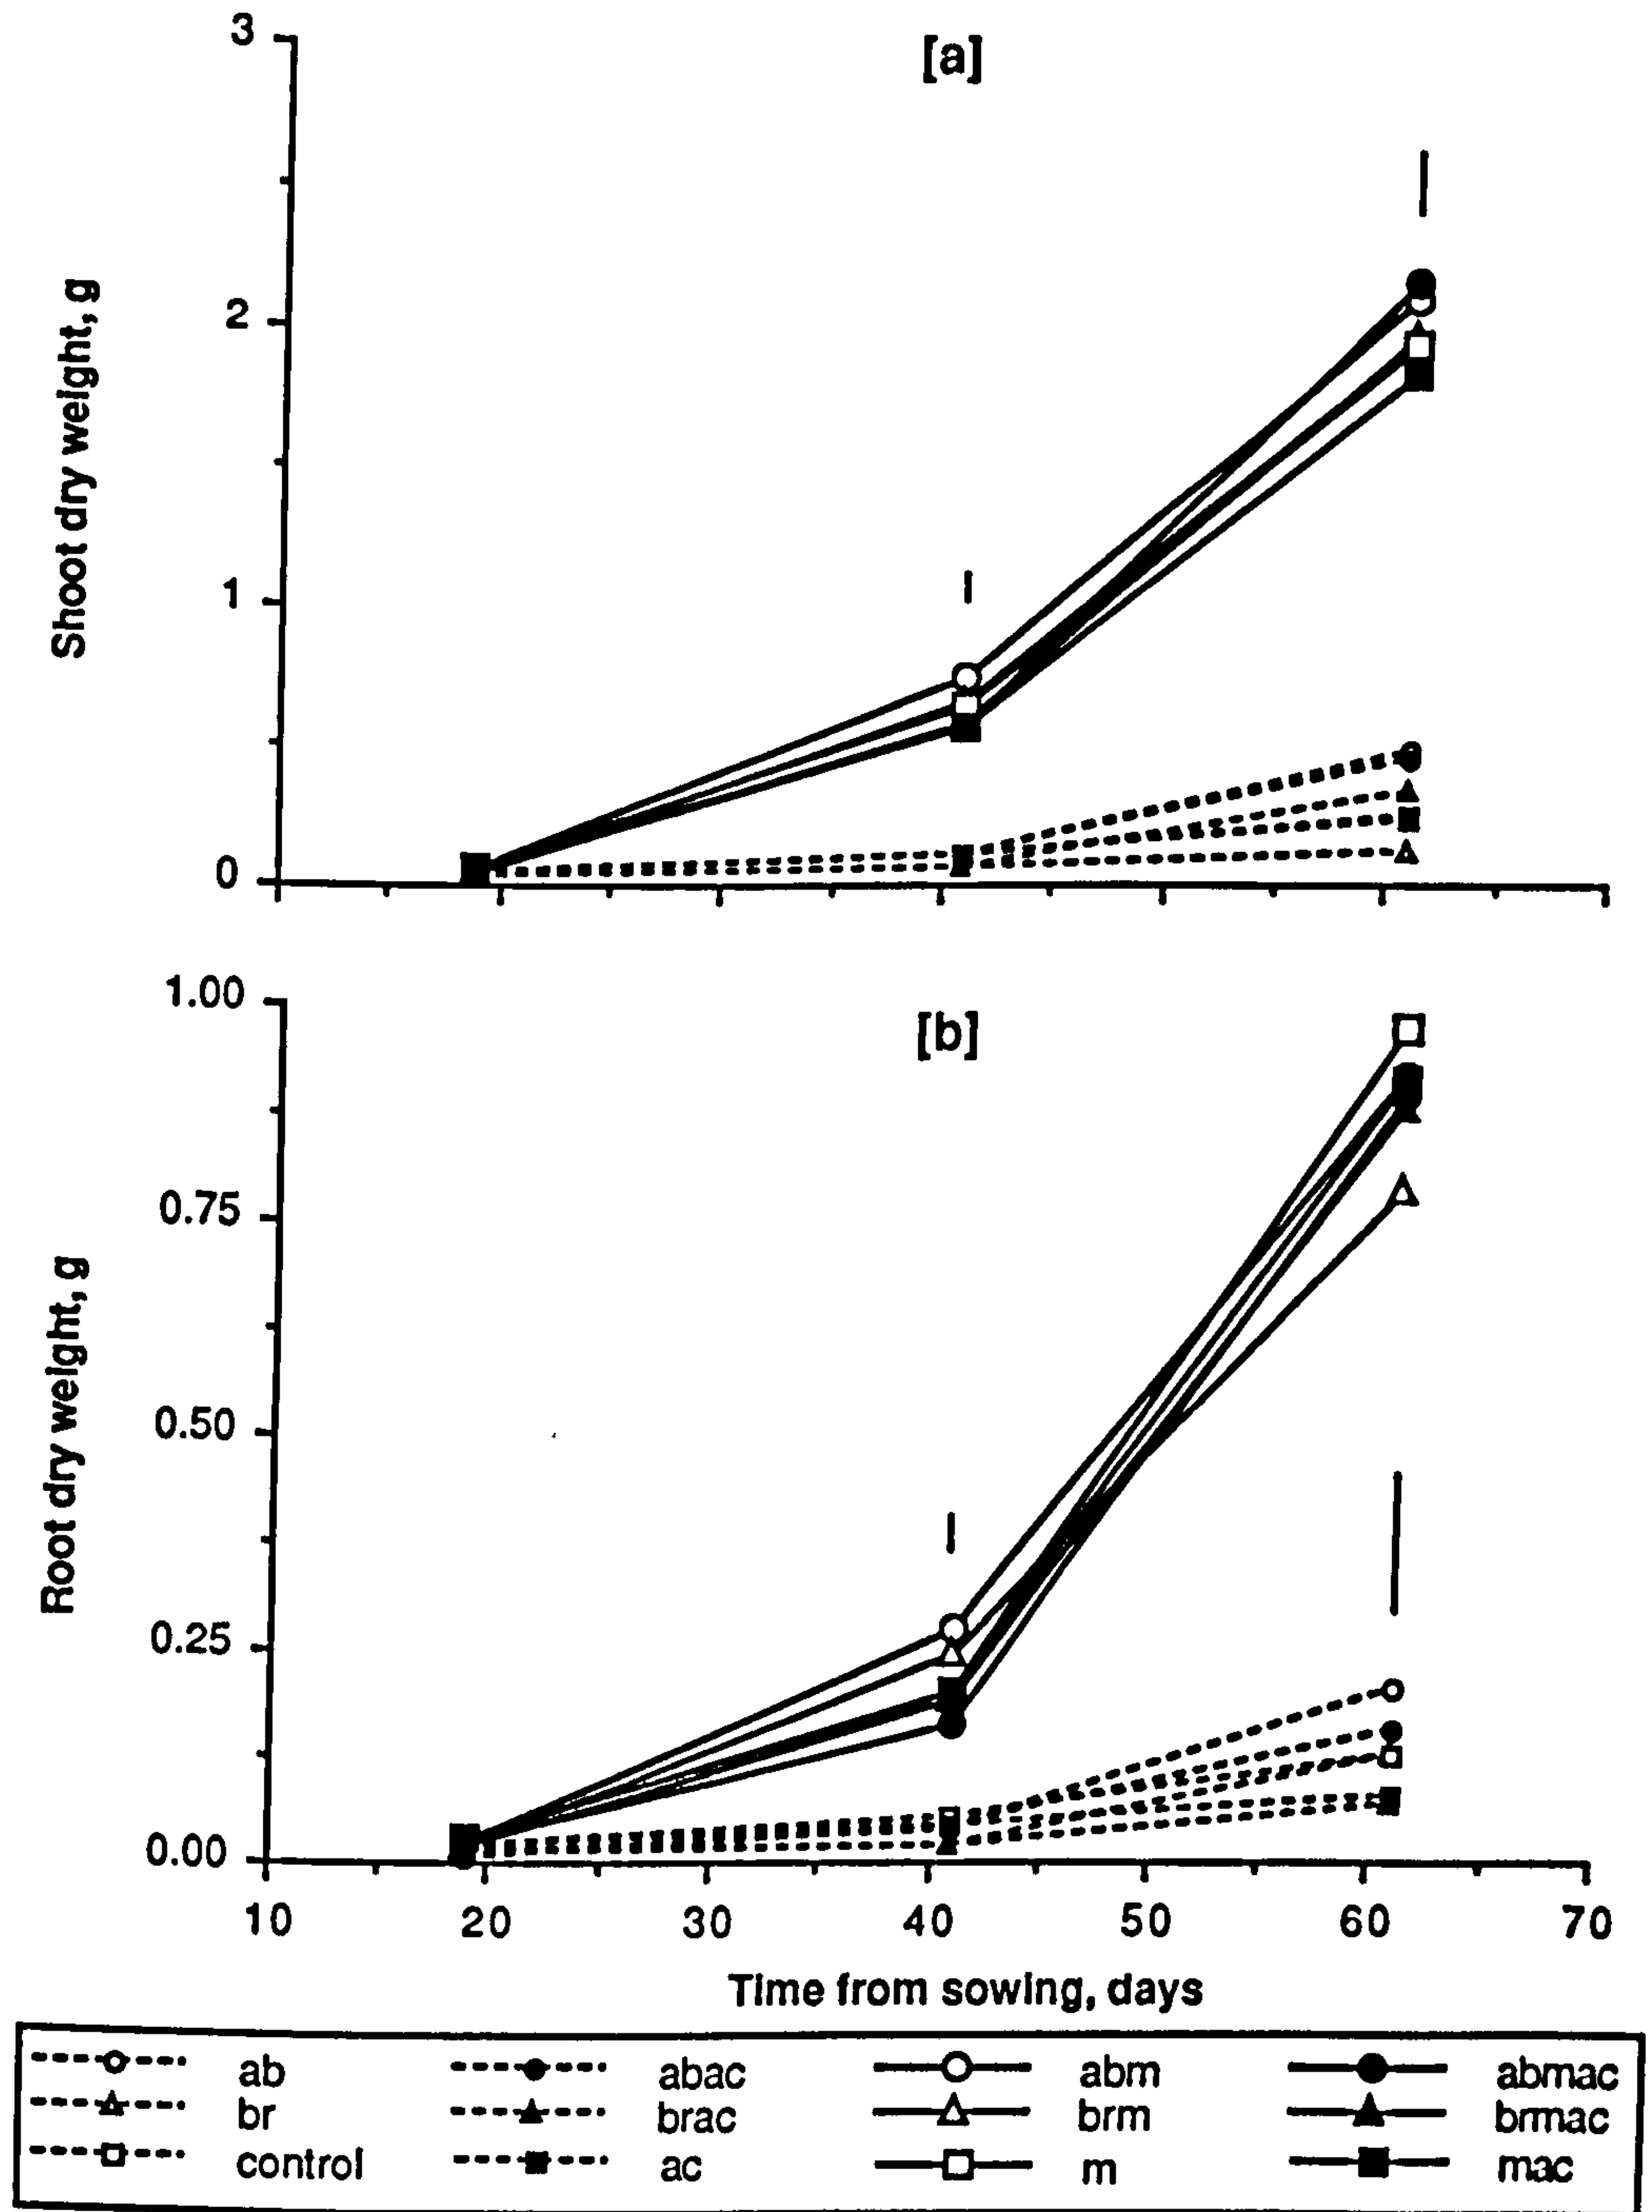 [a]
3
2
1
0
Shoot dry weight, g
[b]
1.00
0.75
0.50
0.25
0.00
Root dry weight, g
10 20 30 40 50 60 70
Time from sowing, days
ab abac abm abmac
br brac brm brmac
control ac m mac